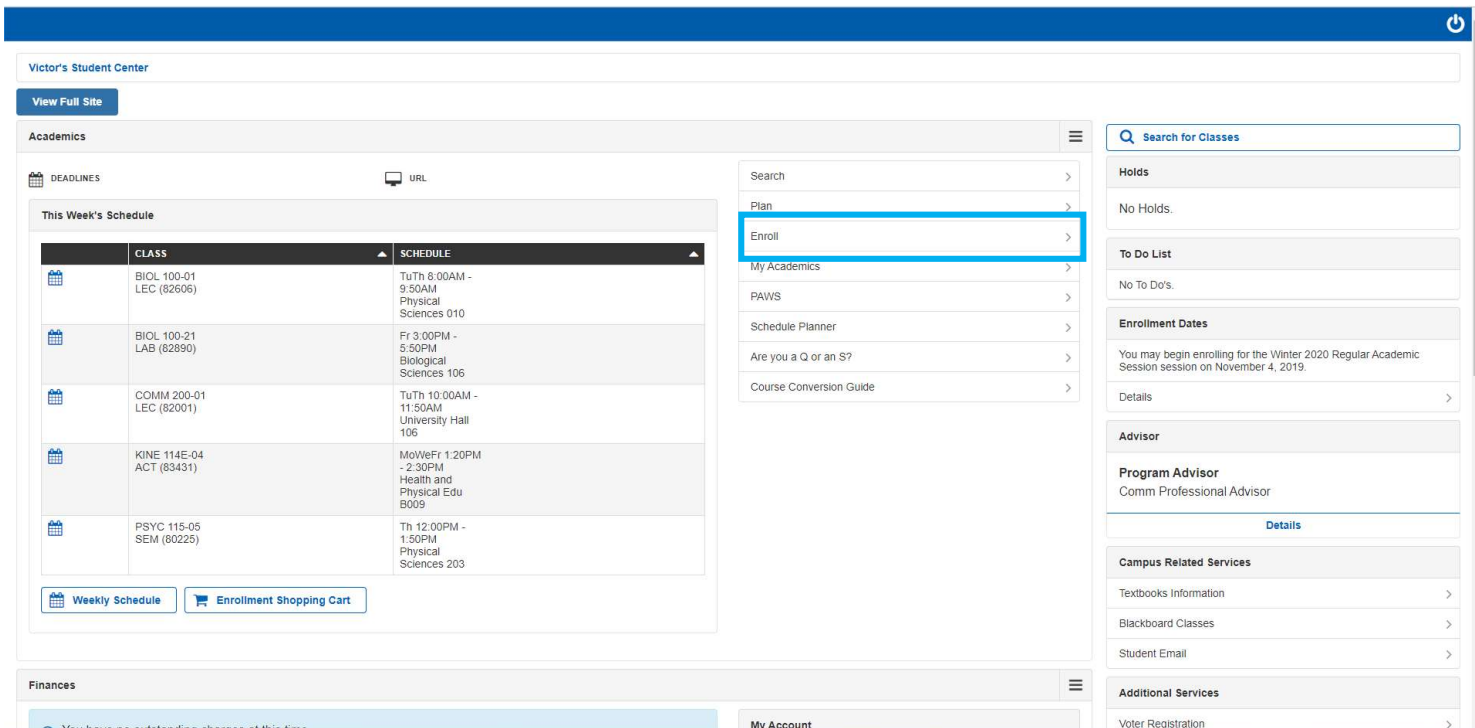 Victor's Student Center
View Full Site
Academics
DEADLINES
URL
This Week's Schedule
CLASS
SCHEDULE
BIOL 100-01
LEC (82606)
TuTh 8:00AM -
9:50AM
Physical
Sciences 010
BIOL 100-21
LAB (82890)
Fr 3:00PM -
5:50PM
Biological
Sciences 106
COMM 200-01
LEC (82001)
TuTh 10:00AM -
11:50AM
University Hall
106
KINE 114E-04
ACT (83431)
MoWeFr 1:20PM
- 2:30PM
Health and
Physical Edu
B009
PSYC 115-05
SEM (80225)
Th 12:00PM -
1:50PM
Physical
Sciences 203
Weekly Schedule
Enrollment Shopping Cart
Search
Plan
Enroll
My Academics
PAWS
Schedule Planner
Are you a Q or an S?
Course Conversion Guide
Search for Classes
Holds
No Holds.
To Do List
No To Do's.
Enrollment Dates
You may begin enrolling for the Winter 2020 Regular Academic
Session session on November 4, 2019.
Details
Advisor
Program Advisor
Comm Professional Advisor
Details
Campus Related Services
Textbooks Information
Blackboard Classes
Student Email
Additional Services
Voter Registration
Finances
You have no outstanding charges at this time.
My Account